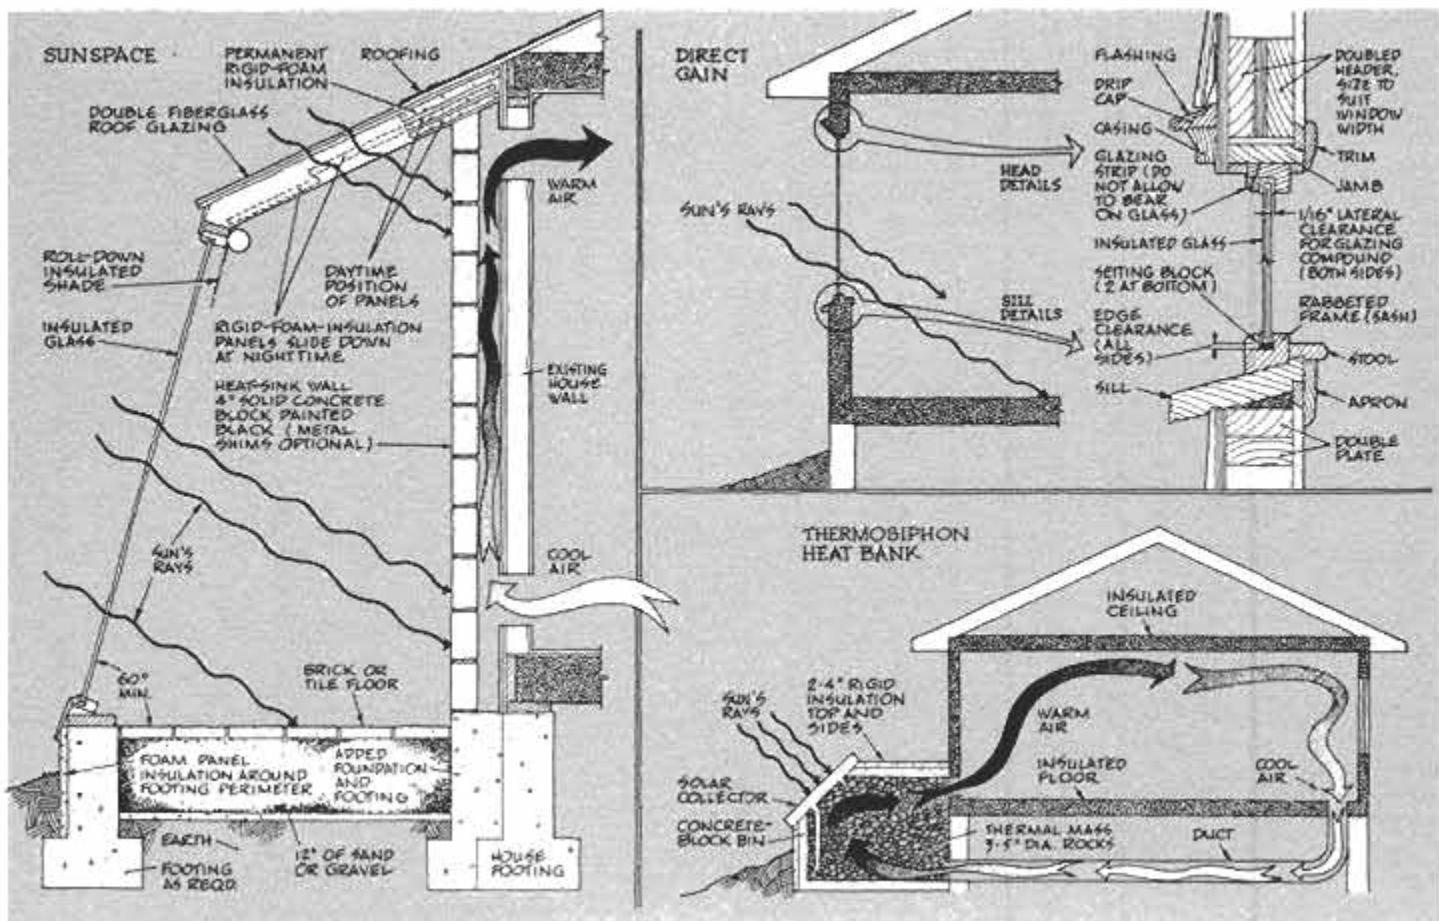 SUNSPACE
PERMANENT
RIGID-FOAM
INSULATION
ROOFING
DOUBLE FIBERGLASS
ROOF GLAZING
WARM
AIR
ROLL-DOWN
INSULATED
SHADE
DAYTIME
POSITION
OF PANELS
INSULATED
GLASS
RIGID-FOAM-INSULATION
PANELS SLIDE DOWN
AT NIGHTTIME
HEAT-SINK WALL
4" SOLID CONCRETE
BLOCK PAINTED
BLACK (METAL
SHIMS OPTIONAL)
EXISTING
HOUSE
WALL
SUN'S
RAYS
COOL
AIR
60°
MIN.
BRICK OR
TILE FLOOR
FOAM PANEL
INSULATION AROUND
FOOTING PERIMETER
ADDED
FOUNDATION
AND
FOOTING
EARTH
12" OF SAND
OR GRAVEL
FOOTING
AS REQD.
HOUSE
FOOTING
DIRECT
GAIN
HEAD
DETAILS
SUN'S RAYS
SILL
DETAILS
FLASHING
DRIP
CAP
CASING
GLAZING
STRIP (DO
NOT ALLOW
TO BEAR
ON GLASS)
INSULATED GLASS
SETTING BLOCK
(2 AT BOTTOM)
EDGE
CLEARANCE
(ALL
SIDES)
SILL
DOUBLED
HEADER,
SIZE TO
SUIT
WINDOW
WIDTH
TRIM
JAMB
1/16" LATERAL
CLEARANCE
FOR GLAZING
COMPOUND
(BOTH SIDES)
RABBETED
FRAME (SASH)
STOOL
APRON
DOUBLE
PLATE
THERMOSIPHON
HEAT BANK
INSULATED
CEILING
SUN'S
RAYS
2-4" RIGID
INSULATION
TOP AND
SIDES
WARM
AIR
SOLAR
COLLECTOR
INSULATED
FLOOR
COOL
AIR
CONCRETE-
BLOCK BIN
THERMAL MASS
3-5" DIA. ROCKS
DUCT